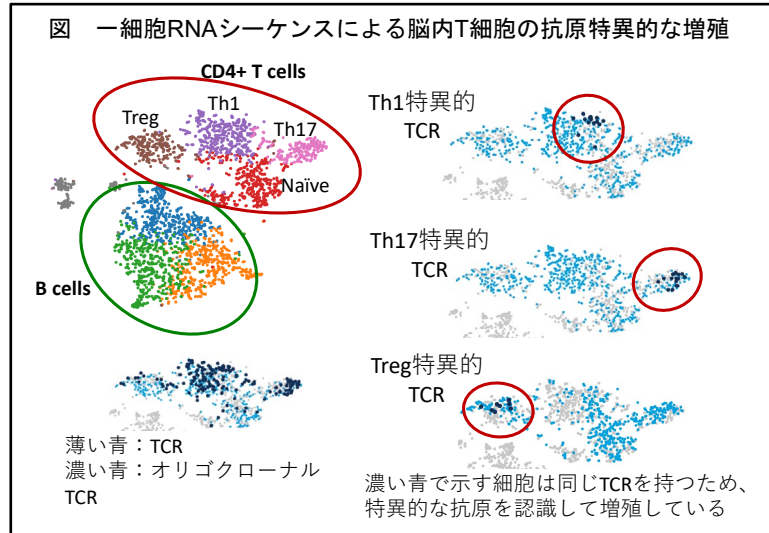 図　一細胞RNAシーケンスによる脳内T細胞の抗原特異的な増殖
CD4+ T cells
Treg
Th1
Th17
Naïve
B cells
薄い青：TCR
濃い青：オリゴクローナル
TCR
Th1特異的
TCR
Th17特異的
TCR
Treg特異的
TCR
濃い青で示す細胞は同じTCRを持つため、
特異的な抗原を認識して増殖している